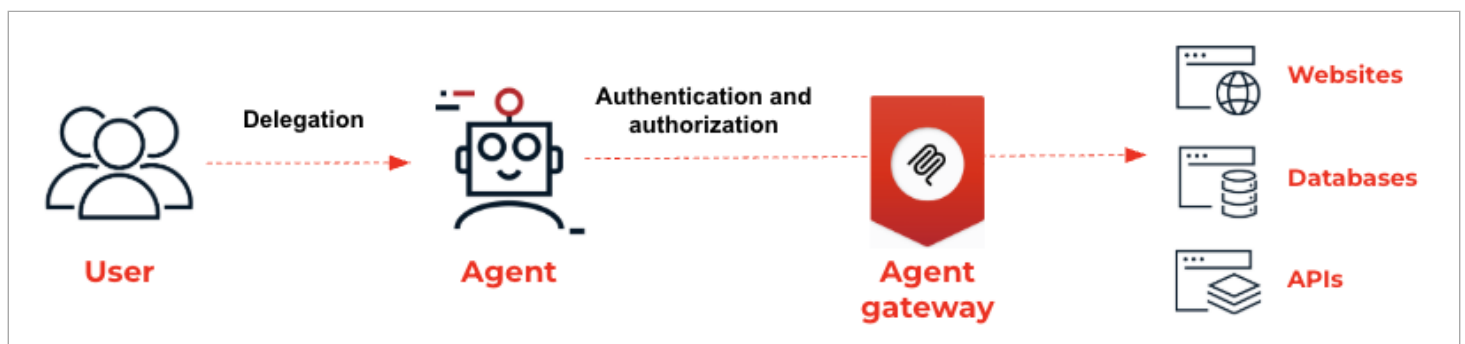 Delegation
Authentication and
authorization
User
Agent
Agent
gateway
Websites
Databases
APIs